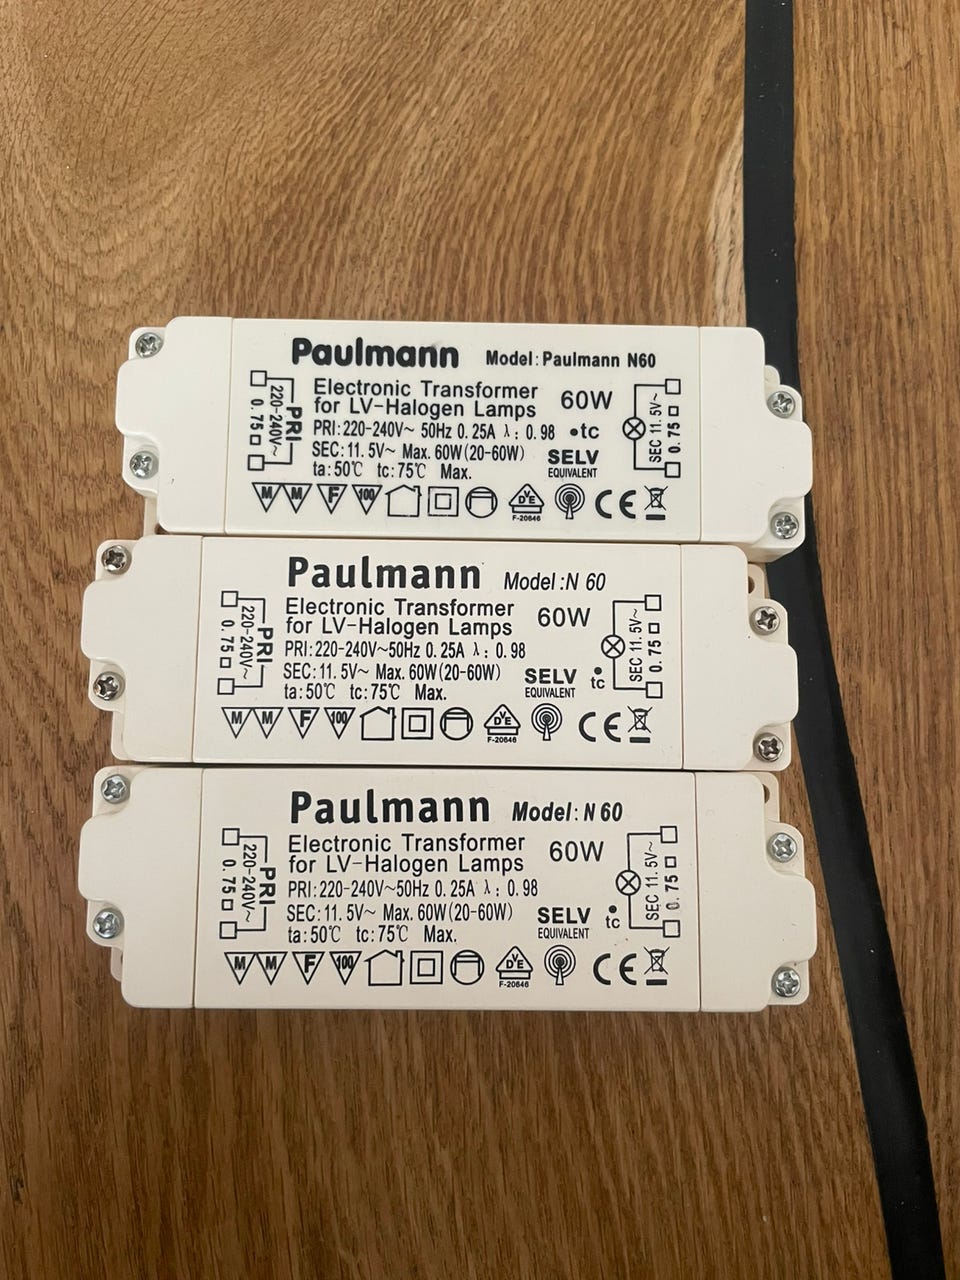 Paulmann Model: Paulmann N60
Electronic Transformer
for LV-Halogen Lamps
60W
PRI:220-240V~ 50Hz 0.25A λ: 0.98 •tc
SEC:11.5V~ Max. 60W(20-60W)
SELV
EQUIVALENT
ta:50℃ tc:75℃ Max.
PRI
220-240V~
0.75
SEC 11.5V~
0.75
M M F 100 VDE CE
F-20646
Paulmann Model:N 60
Electronic Transformer
for LV-Halogen Lamps
60W
PRI:220-240V~50Hz 0.25A λ: 0.98
SEC:11.5V~ Max. 60W(20-60W)
SELV
EQUIVALENT
tc
ta:50℃ tc:75℃ Max.
PRI
220-240V~
0.75
SEC 11.5V~
0.75
M M F 100 VDE CE
F-20646
Paulmann Model:N 60
Electronic Transformer
for LV-Halogen Lamps
60W
PRI:220-240V~50Hz 0.25A λ: 0.98
SEC:11.5V~ Max. 60W(20-60W)
SELV
EQUIVALENT
tc
ta:50℃ tc:75℃ Max.
PRI
220-240V~
0.75
SEC 11.5V~
0.75
M M F 100 VDE CE
F-20646